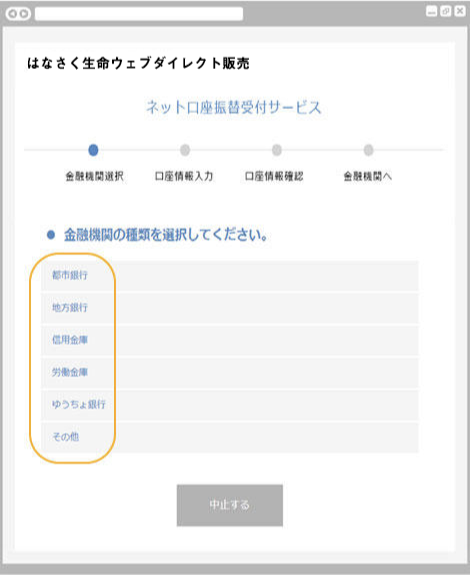 はなさく生命ウェブダイレクト販売
ネット口座振替受付サービス
金融機関選択 口座情報入力 口座情報確認 金融機関へ
● 金融機関の種類を選択してください。
都市銀行
地方銀行
信用金庫
労働金庫
ゆうちょ銀行
その他
中止する